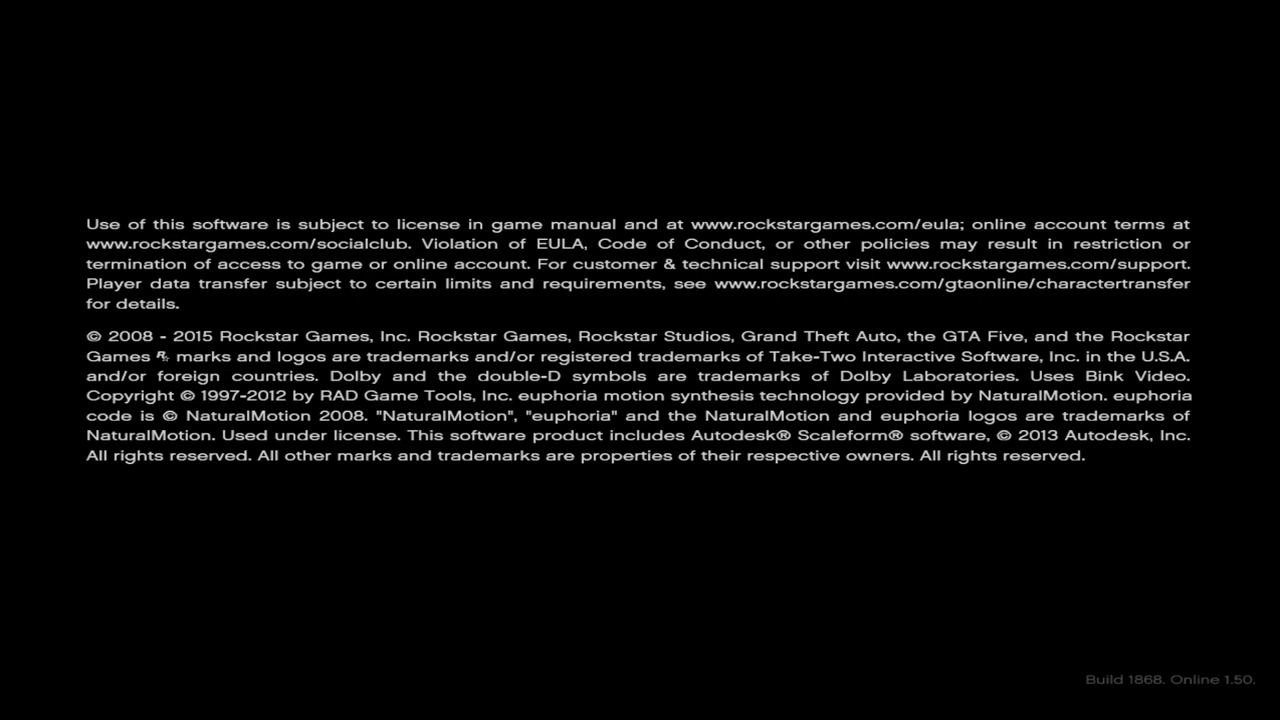 Use of this software is subject to license in game manual and at www.rockstargames.com/eula; online account terms at
www.rockstargames.com/socialclub. Violation of EULA, Code of Conduct, or other policies may result in restriction or
termination of access to game or online account. For customer & technical support visit www.rockstargames.com/support.
Player data transfer subject to certain limits and requirements, see www.rockstargames.com/gtaonline/charactertransfer
for details.
© 2008 - 2015 Rockstar Games, Inc. Rockstar Games, Rockstar Studios, Grand Theft Auto, the GTA Five, and the Rockstar
Games R* marks and logos are trademarks and/or registered trademarks of Take-Two Interactive Software, Inc. in the U.S.A.
and/or foreign countries. Dolby and the double-D symbols are trademarks of Dolby Laboratories. Uses Bink Video.
Copyright © 1997-2012 by RAD Game Tools, Inc. euphoria motion synthesis technology provided by NaturalMotion. euphoria
code is © NaturalMotion 2008. "NaturalMotion", "euphoria" and the NaturalMotion and euphoria logos are trademarks of
NaturalMotion. Used under license. This software product includes Autodesk® Scaleform® software, © 2013 Autodesk, Inc.
All rights reserved. All other marks and trademarks are properties of their respective owners. All rights reserved.
Build 1868. Online 1.50.